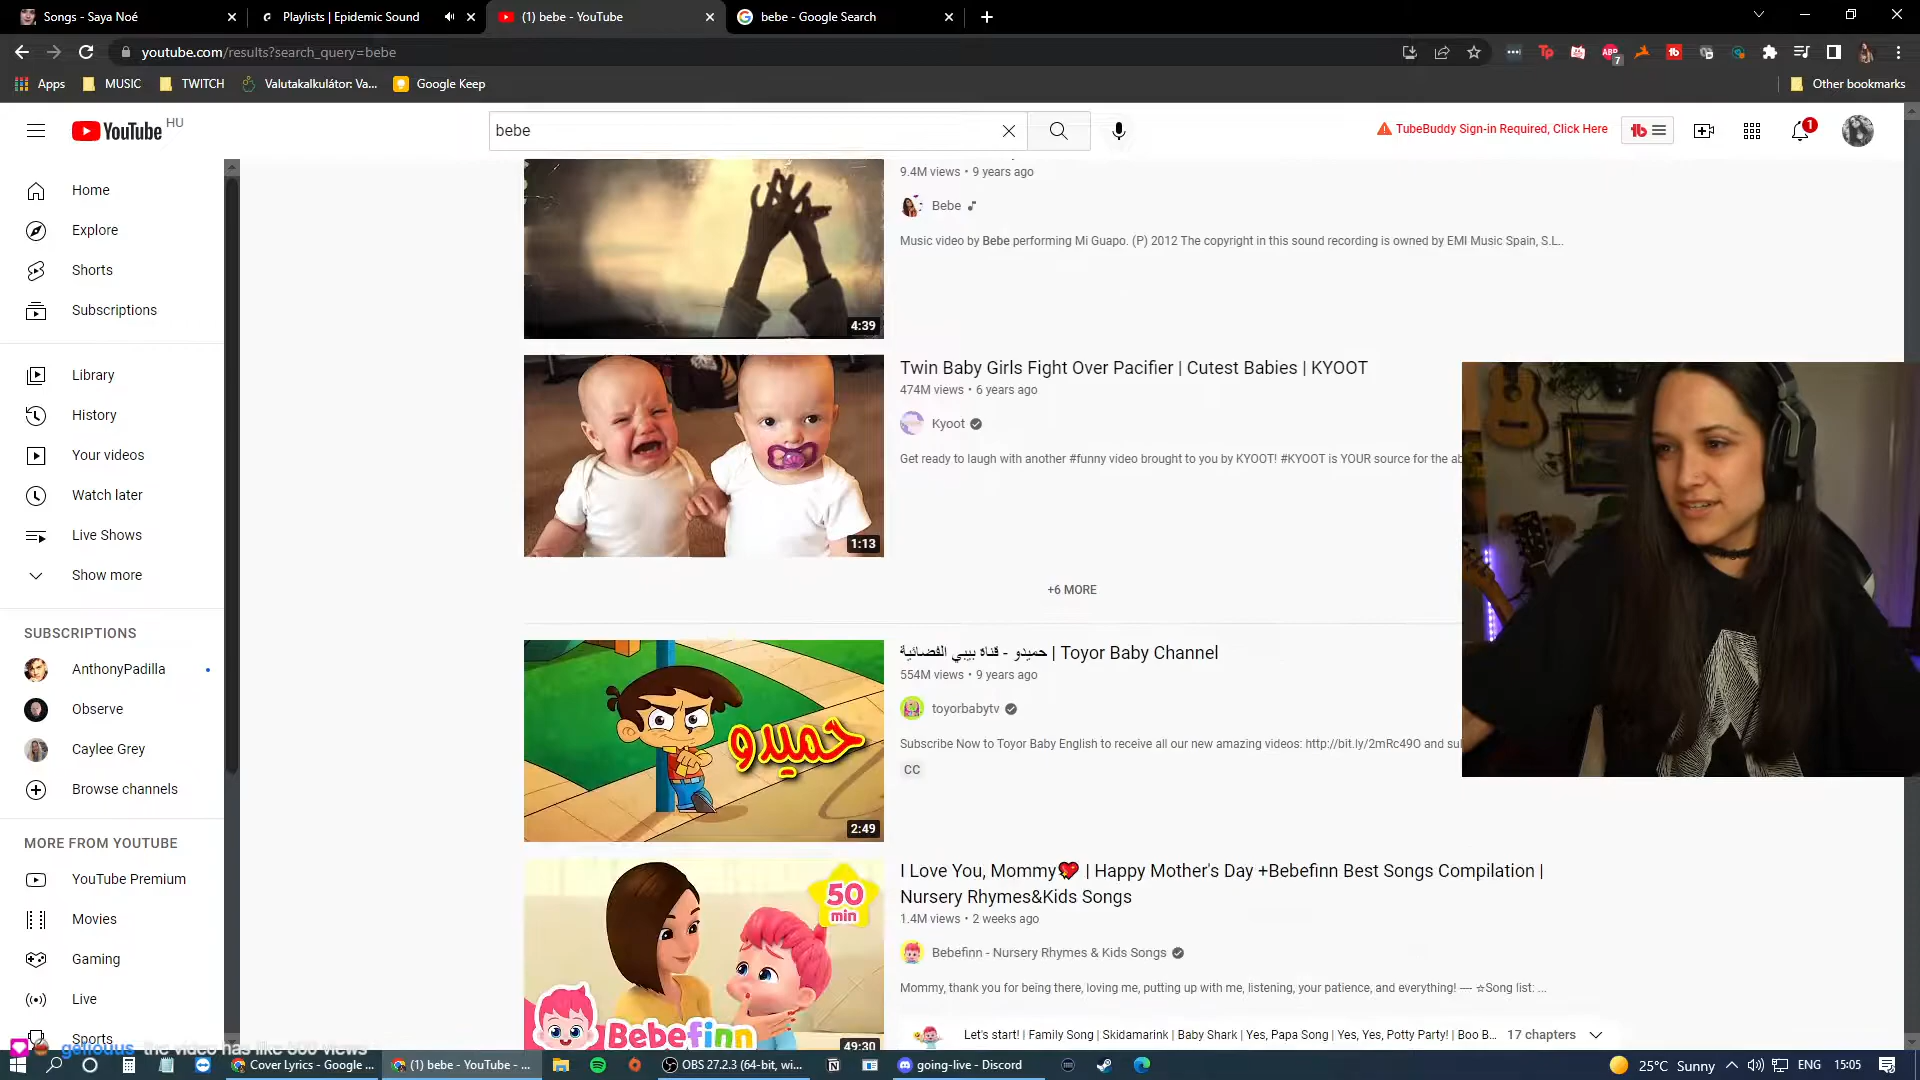 Songs - Saya Noé
Playlists | Epidemic Sound
(1) bebe - YouTube
bebe - Google Search
youtube.com/results?search_query=bebe
7
Apps
MUSIC
TWITCH
Valutakalkulátor: Va...
Google Keep
Other bookmarks
YouTube HU
bebe
TubeBuddy Sign-in Required, Click Here
1
Home
Explore
Shorts
Subscriptions
Library
History
Your videos
Watch later
Live Shows
Show more
SUBSCRIPTIONS
AnthonyPadilla
Observe
Caylee Grey
Browse channels
MORE FROM YOUTUBE
YouTube Premium
Movies
Gaming
Live
Sports
4:39
9.4M views • 9 years ago
Bebe
Music video by Bebe performing Mi Guapo. (P) 2012 The copyright in this sound recording is owned by EMI Music Spain, S.L..
1:13
Twin Baby Girls Fight Over Pacifier | Cutest Babies | KYOOT
474M views • 6 years ago
Kyoot
Get ready to laugh with another #funny video brought to you by KYOOT! #KYOOT is YOUR source for the ab
+6 MORE
حميدو
2:49
حميدو - قناة بيبي الفضائية | Toyor Baby Channel
554M views • 9 years ago
toyorbabytv
Subscribe Now to Toyor Baby English to receive all our new amazing videos: http://bit.ly/2mRc49O and sul
CC
50
min
Bebefinn
49:30
I Love You, Mommy💖 | Happy Mother's Day +Bebefinn Best Songs Compilation |
Nursery Rhymes&Kids Songs
1.4M views • 2 weeks ago
Bebefinn - Nursery Rhymes & Kids Songs
Mommy, thank you for being there, loving me, putting up with me, listening, your patience, and everything! — ☆Song list: ...
Let's start! | Family Song | Skidamarink | Baby Shark | Yes, Papa Song | Yes, Yes, Potty Party! | Boo B...
17 chapters
the video has like 300 views
Cover Lyrics - Google ...
(1) bebe - YouTube - ...
OBS 27.2.3 (64-bit, wi...
going-live - Discord
25°C Sunny
ENG
15:05